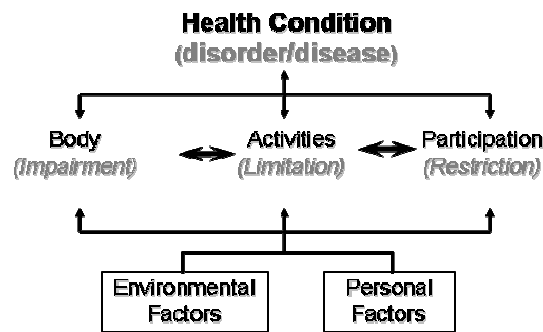 Health Condition
(disorder/disease)
Body
(Impairment)
Activities
(Limitation)
Participation
(Restriction)
Environmental
Factors
Personal
Factors